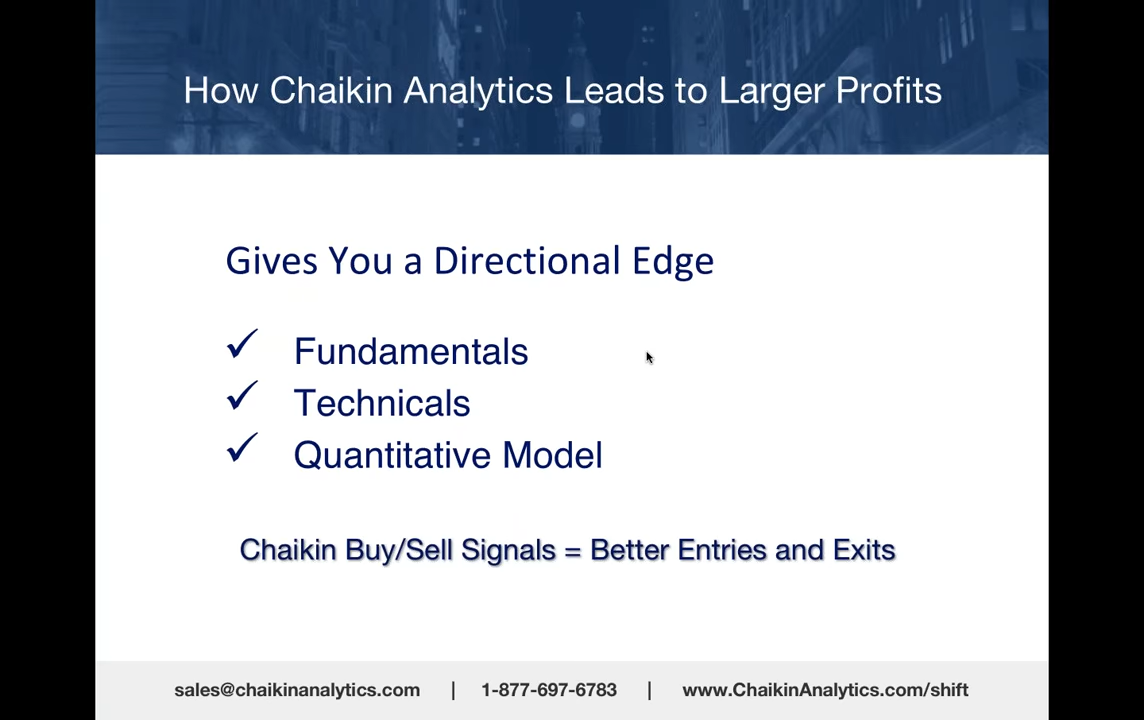 How Chaikin Analytics Leads to Larger Profits
Gives You a Directional Edge
✓ Fundamentals
✓ Technicals
✓ Quantitative Model
Chaikin Buy/Sell Signals = Better Entries and Exits
sales@chaikinanalytics.com | 1-877-697-6783 | www.ChaikinAnalytics.com/shift